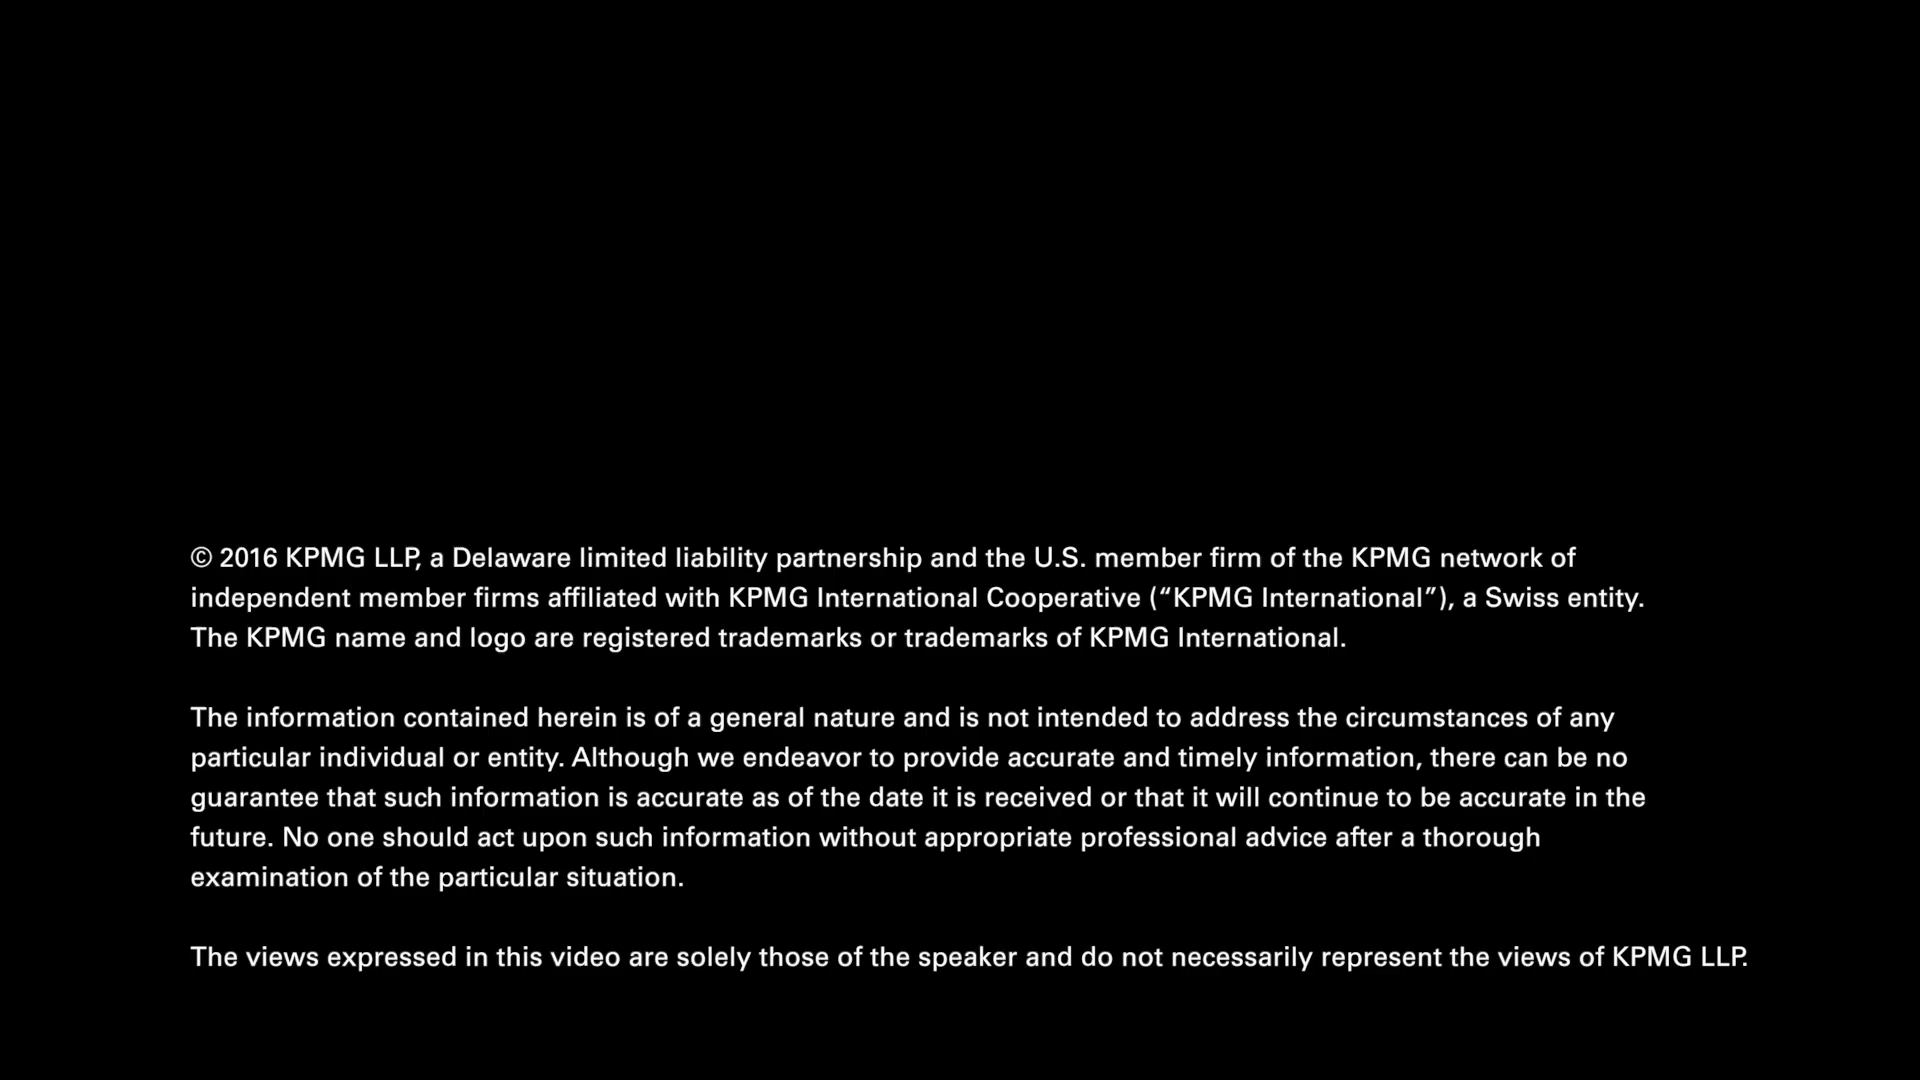 © 2016 KPMG LLP, a Delaware limited liability partnership and the U.S. member firm of the KPMG network of
independent member firms affiliated with KPMG International Cooperative (“KPMG International”), a Swiss entity.
The KPMG name and logo are registered trademarks or trademarks of KPMG International.
The information contained herein is of a general nature and is not intended to address the circumstances of any
particular individual or entity. Although we endeavor to provide accurate and timely information, there can be no
guarantee that such information is accurate as of the date it is received or that it will continue to be accurate in the
future. No one should act upon such information without appropriate professional advice after a thorough
examination of the particular situation.
The views expressed in this video are solely those of the speaker and do not necessarily represent the views of KPMG LLP.